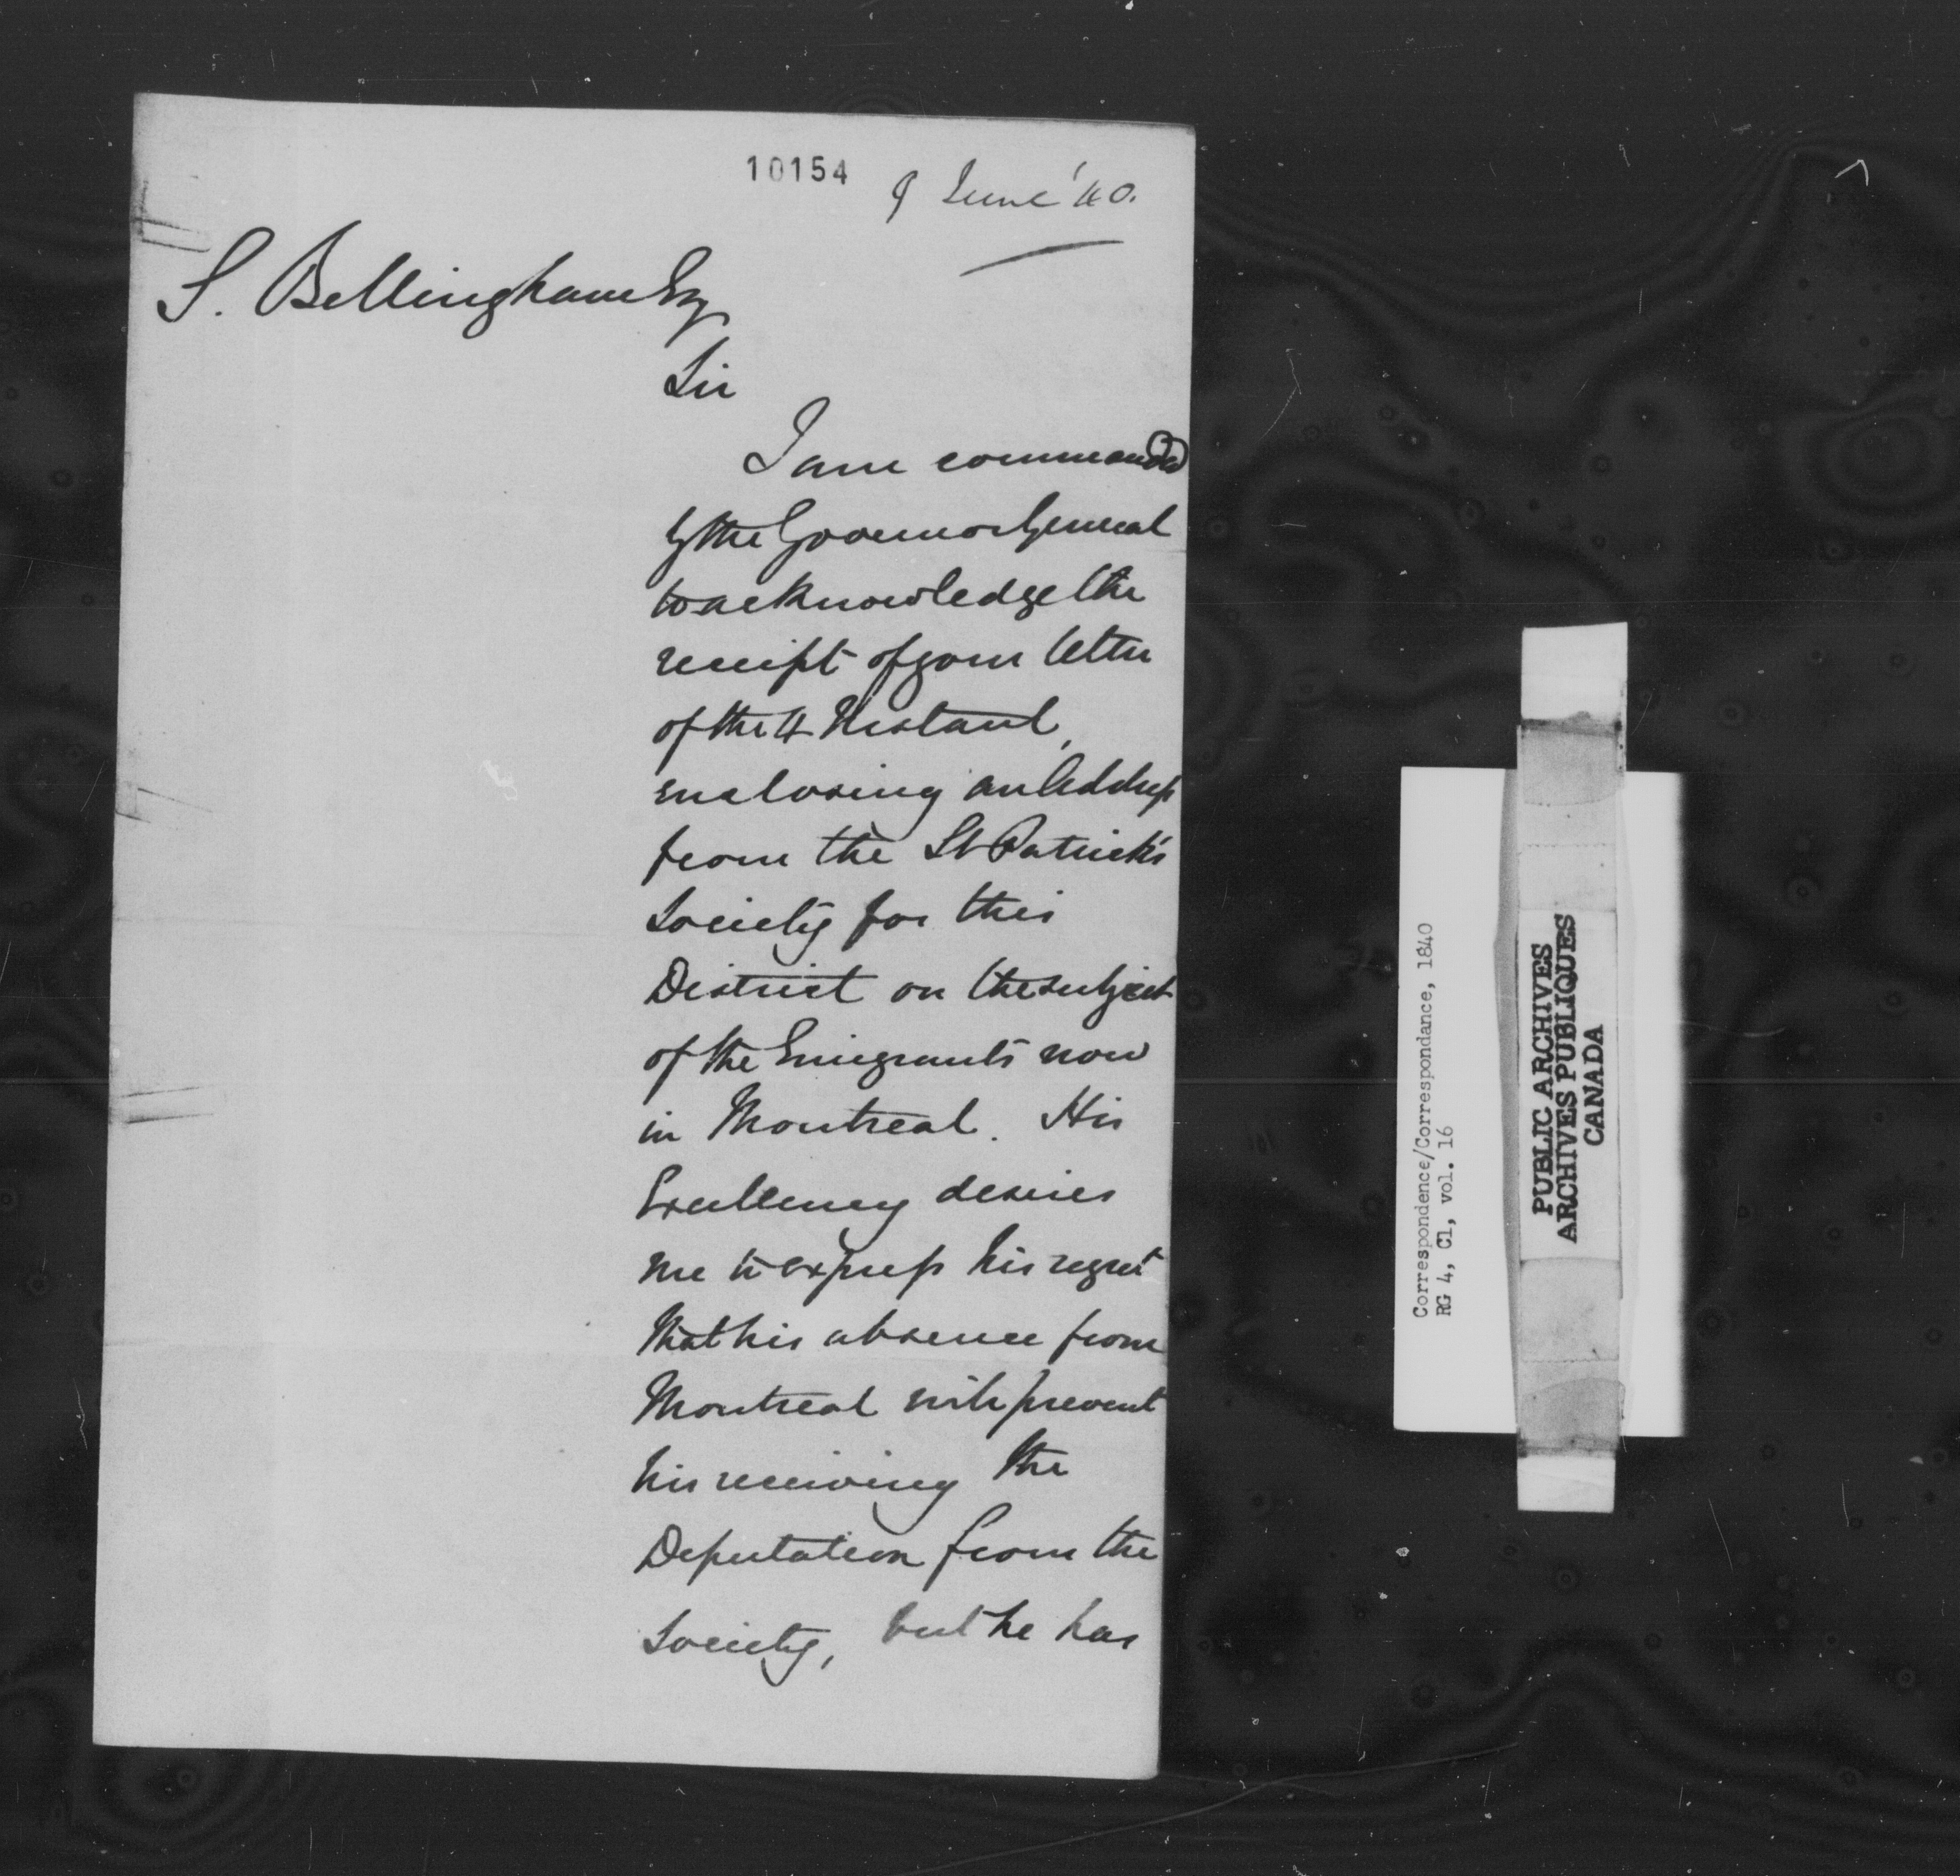 10154
9 June '40.
S. Bellingham Esq
Sir
I am commanded
by the Governor General
to acknowledge the
receipt of your letter
of the 4 Instant,
enclosing an Address
from the St Patrick's
Society for this
District on the subject
of the Emigrants now
in Montreal. His
Excellency desires
me to express his regret
that his absence from
Montreal will prevent
his receiving the
Deputation from the
Society, but he has
Correspondence/Correspondance, 1840
RG 4, C1, vol. 16
PUBLIC ARCHIVES
ARCHIVES PUBLIQUES
CANADA